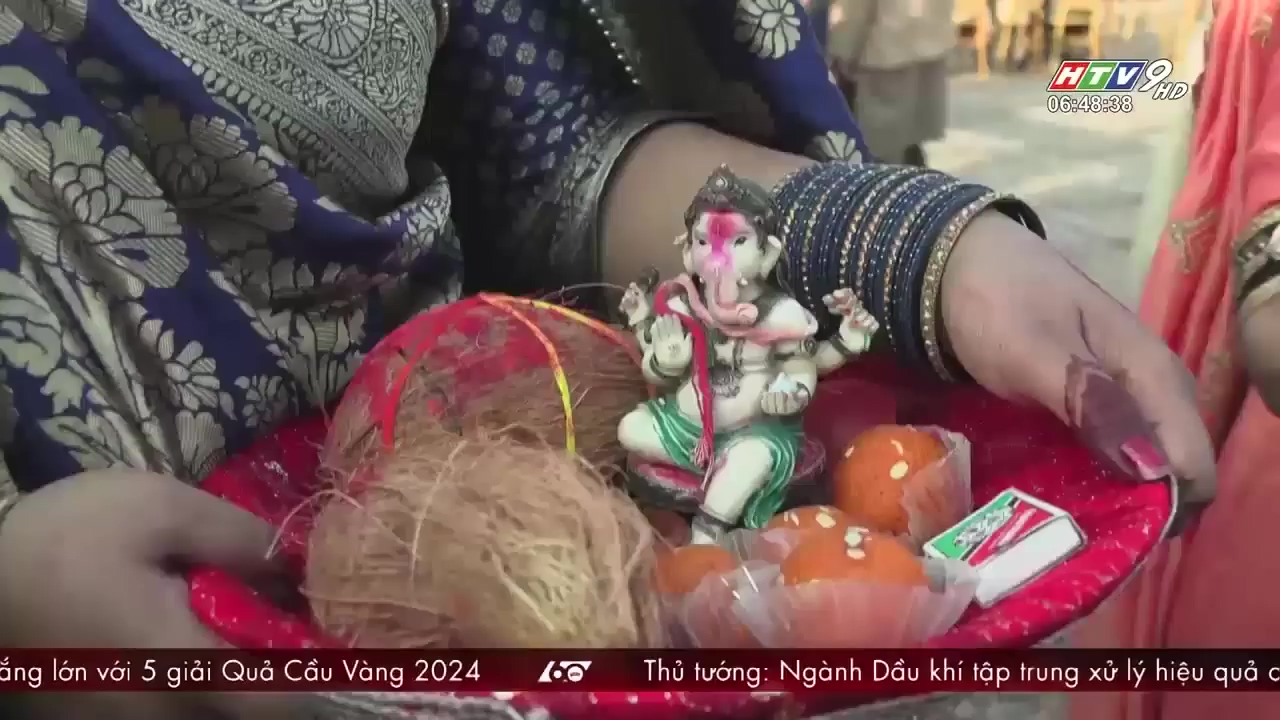 HTV9 HD
06:48:38
ắng lớn với 5 giải Quả Cầu Vàng 2024
60
Thủ tướng: Ngành Dầu khí tập trung xử lý hiệu quả c